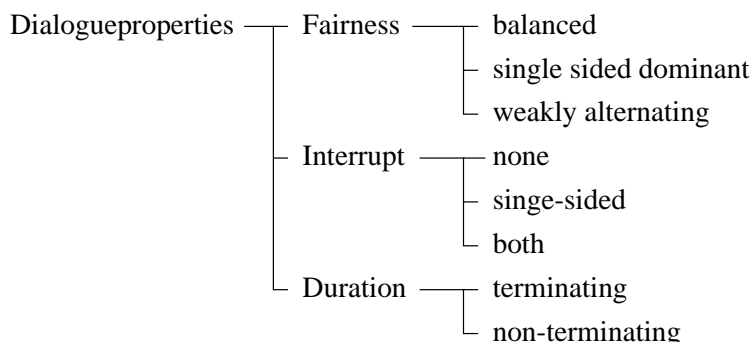 Dialogueproperties Fairness balanced
single sided dominant
weakly alternating
Interrupt none
singe-sided
both
Duration terminating
non-terminating